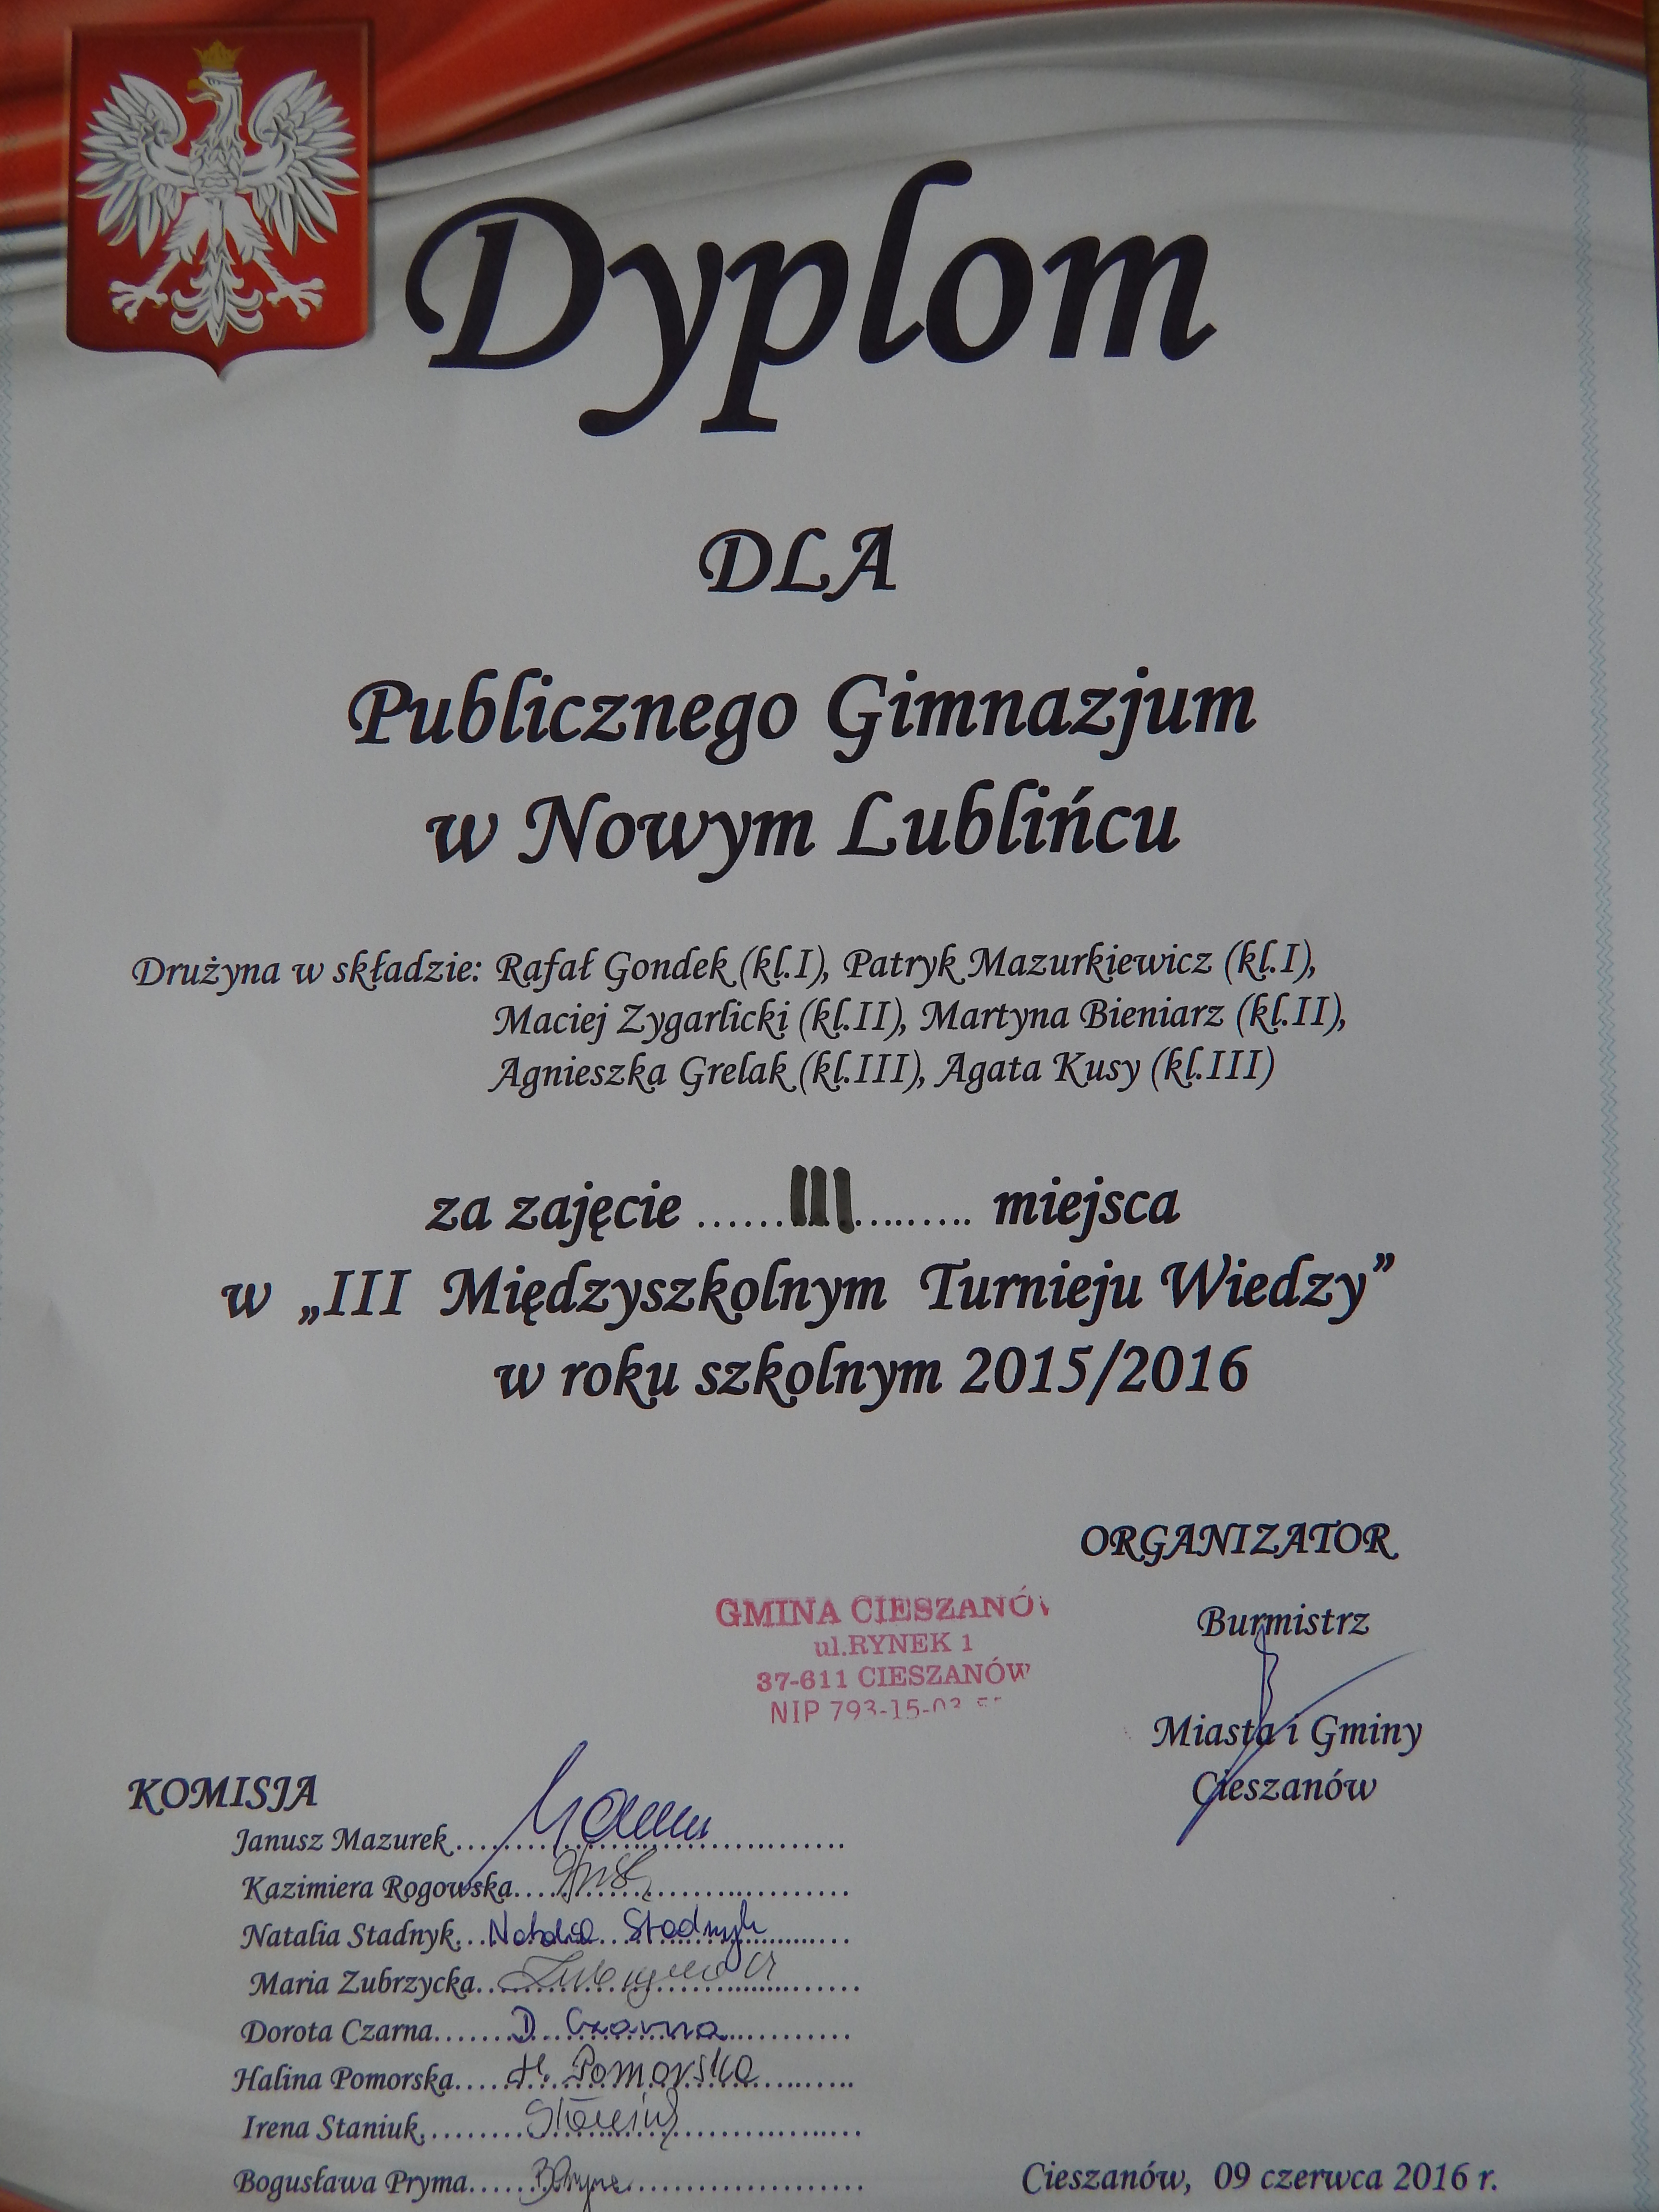 Dyplom
DLA
Publicznego Gimnazjum
w Nowym Lublińcu
Drużyna w składzie: Rafał Gondek (kl.I), Patryk Mazurkiewicz (kl.I),
Maciej Zygarlicki (kl.II), Martyna Bieniarz (kl.II),
Agnieszka Grelak (kl.III), Agata Kusy (kl.III)
za zajęcie ......III.......... miejsca
w „III Międzyszkolnym Turnieju Wiedzy”
w roku szkolnym 2015/2016
ORGANIZATOR
Burmistrz
Miasta i Gminy
Cieszanów
GMINA CIESZANÓW
ul.RYNEK 1
37-611 CIESZANÓW
NIP 793-15-03
KOMISJA
Janusz Mazurek
Kazimiera Rogowska
Natalia Stadnyk Natalia Stadnyk
Maria Zubrzycka
Dorota Czarna D. Czarna
Halina Pomorska H. Pomorska
Irena Staniuk
Bogusława Pryma
Cieszanów, 09 czerwca 2016 r.